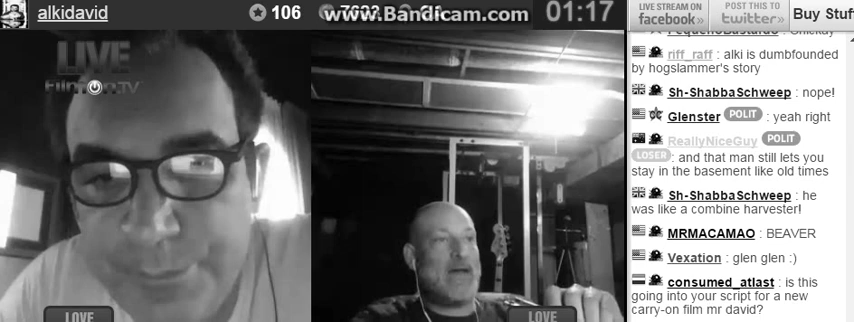 alkidavid
106
www.Bandicam.com
01:17
LIVE
FilmOn.TV
LOVE
LOVE
LIVE STREAM ON
facebook»
POST THIS TO
twitter»
Buy Stuf
riff_raff : alki is dumbfounded
by hogslammer's story
Sh-ShabbaSchweep : nope!
Glenster POLIT : yeah right
ReallyNiceGuy POLIT
LOSER : and that man still lets you
stay in the basement like old times
Sh-ShabbaSchweep : he
was like a combine harvester!
MRMACAMAO : BEAVER
Vexation : glen glen :)
consumed_atlast : is this
going into your script for a new
carry-on film mr david?